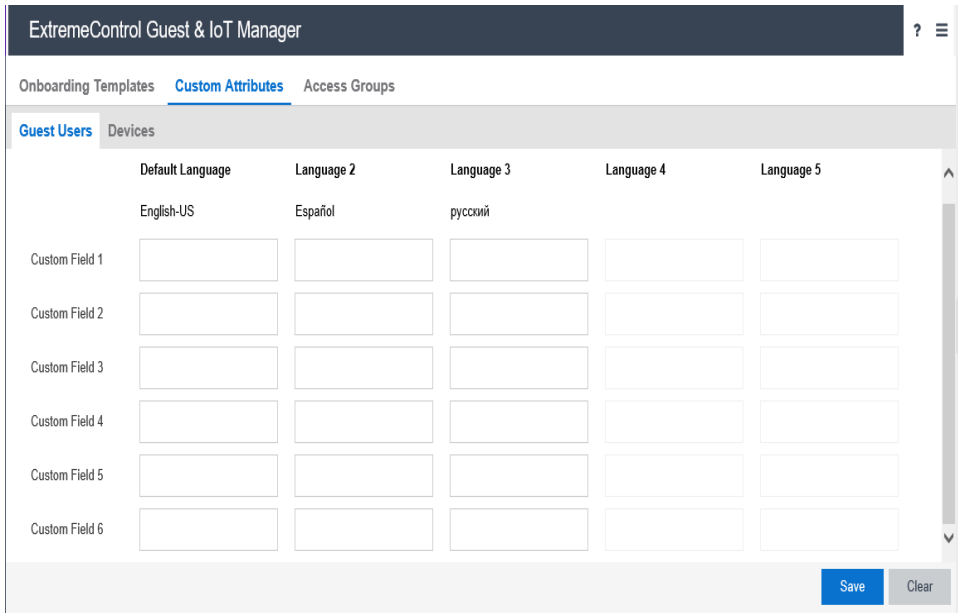 ExtremeControl Guest & IoT Manager ?
Onboarding Templates Custom Attributes Access Groups
Guest Users Devices
Default Language Language 2 Language 3 Language 4 Language 5
English-US Español русский
Custom Field 1
Custom Field 2
Custom Field 3
Custom Field 4
Custom Field 5
Custom Field 6
Save Clear